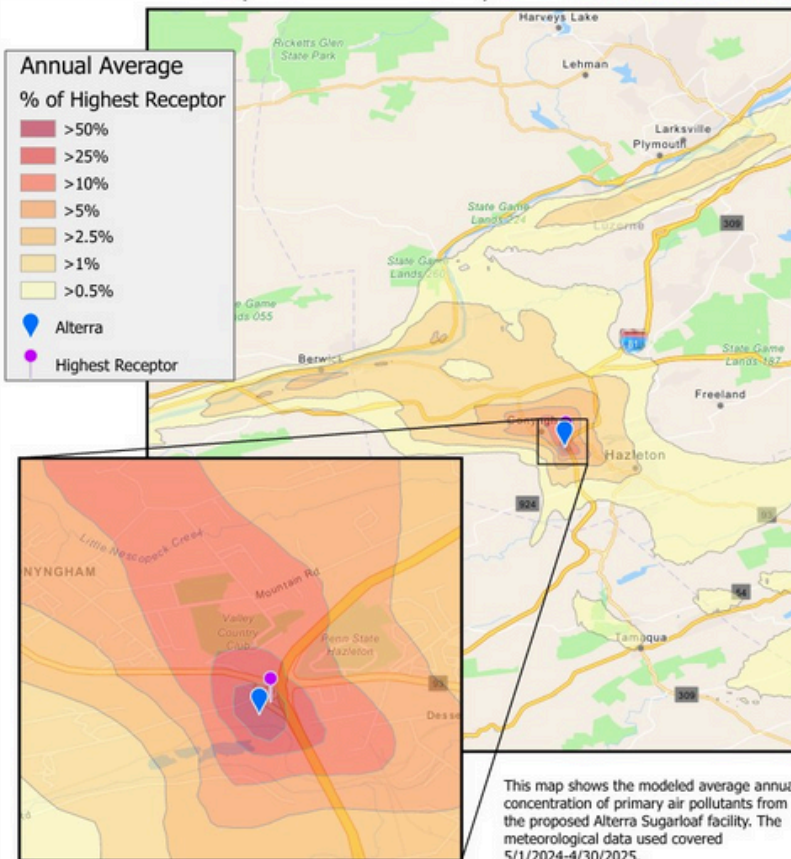 Harveys Lake
Ricketts Glen
State Park
Lehman
Annual Average
% of Highest Receptor
>50%
>25%
>10%
>5%
>2.5%
>1%
>0.5%
Alterra
Highest Receptor
Larksville
Plymouth
State Game
Lands 224
Luzerne
309
State Game
Lands 260
e Game
ds 055
81
State Game
Lands 187
Berwick
Freeland
Conyngh
Hazleton
924
93
54
Tamaqua
309
Little Nescopeck Creek
NYNGHAM
Mountain Rd
Valley
Country
Club
Penn State
Hazleton
93
Desse
This map shows the modeled average annua
concentration of primary air pollutants from
the proposed Alterra Sugarloaf facility. The
meteorological data used covered
5/1/2024-4/30/2025.